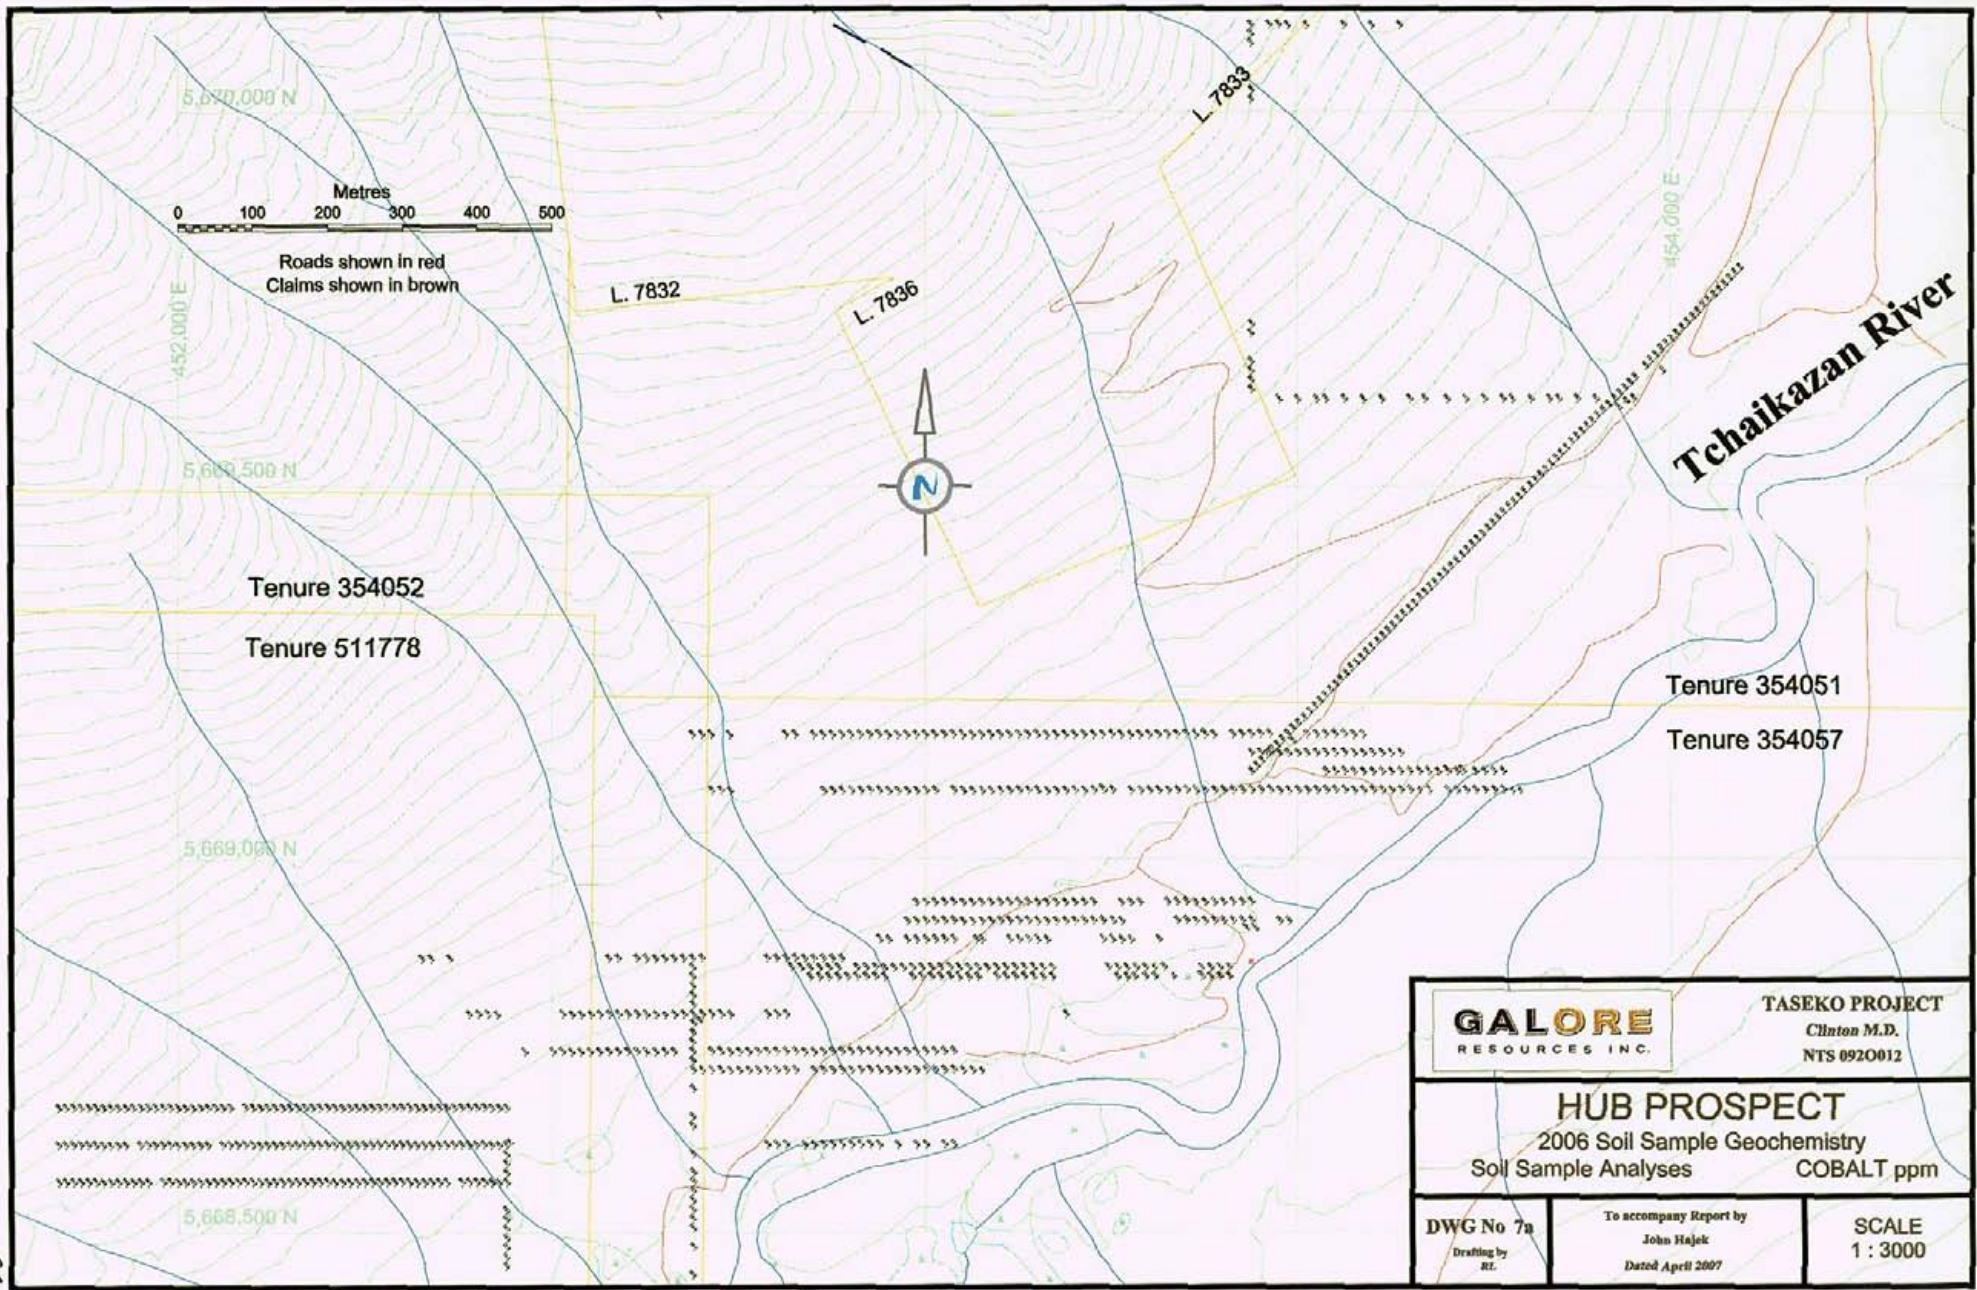 5,670,000 N
L. 7833
Metres
0 100 200 300 400 500
Roads shown in red
Claims shown in brown
452,000 E
454,000 E
L. 7832
L. 7836
Tchaikazan River
5,669,500 N
N
Tenure 354052
Tenure 511778
Tenure 354051
Tenure 354057
5,669,000 N
5,668,500 N
GALORE
RESOURCES INC.
TASEKO PROJECT
Clinton M.D.
NTS 092O012
HUB PROSPECT
2006 Soil Sample Geochemistry
Soil Sample Analyses COBALT ppm
DWG No 7a
Drafting by
RL
To accompany Report by
John Hajek
Dated April 2007
SCALE
1 : 3000